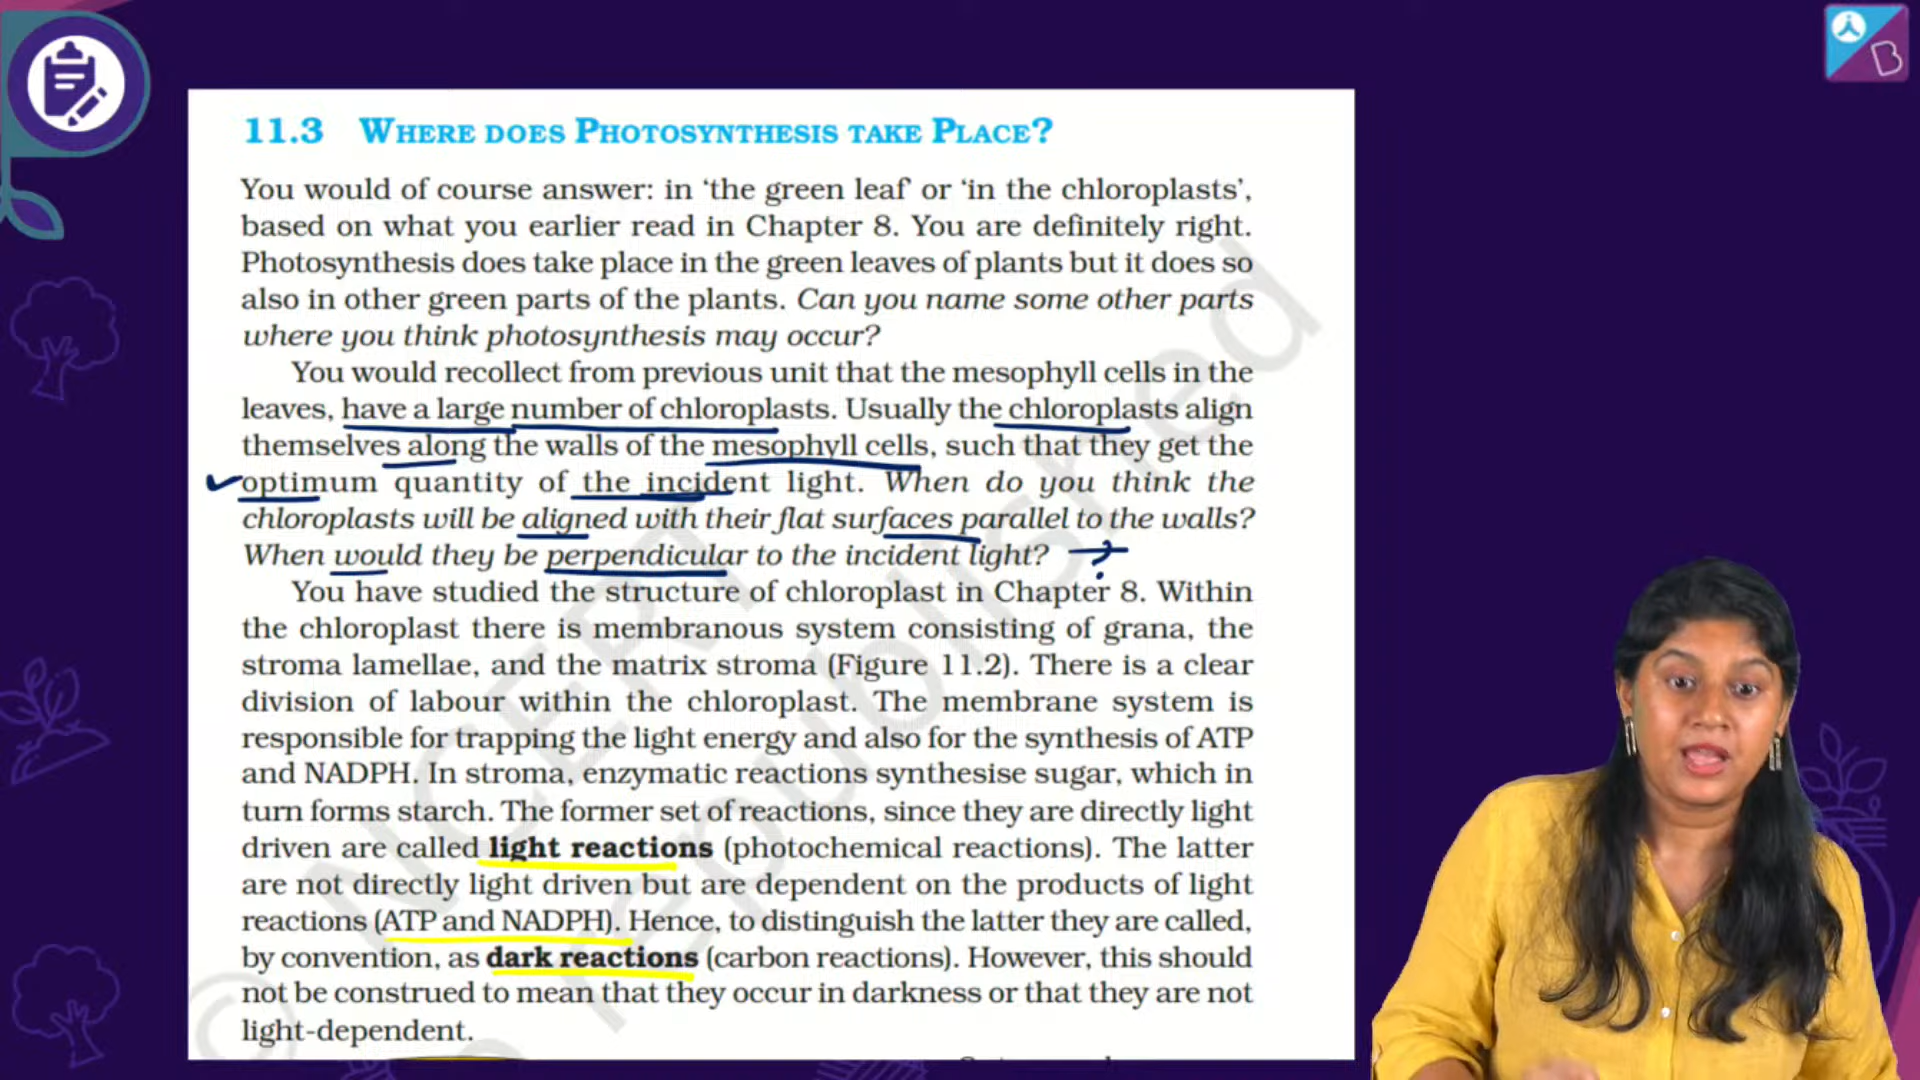 11.3 WHERE DOES PHOTOSYNTHESIS TAKE PLACE?
You would of course answer: in ‘the green leaf’ or ‘in the chloroplasts’,
based on what you earlier read in Chapter 8. You are definitely right.
Photosynthesis does take place in the green leaves of plants but it does so
also in other green parts of the plants. Can you name some other parts
where you think photosynthesis may occur?
You would recollect from previous unit that the mesophyll cells in the
leaves, have a large number of chloroplasts. Usually the chloroplasts align
themselves along the walls of the mesophyll cells, such that they get the
optimum quantity of the incident light. When do you think the
chloroplasts will be aligned with their flat surfaces parallel to the walls?
When would they be perpendicular to the incident light?
You have studied the structure of chloroplast in Chapter 8. Within
the chloroplast there is membranous system consisting of grana, the
stroma lamellae, and the matrix stroma (Figure 11.2). There is a clear
division of labour within the chloroplast. The membrane system is
responsible for trapping the light energy and also for the synthesis of ATP
and NADPH. In stroma, enzymatic reactions synthesise sugar, which in
turn forms starch. The former set of reactions, since they are directly light
driven are called light reactions (photochemical reactions). The latter
are not directly light driven but are dependent on the products of light
reactions (ATP and NADPH). Hence, to distinguish the latter they are called,
by convention, as dark reactions (carbon reactions). However, this should
not be construed to mean that they occur in darkness or that they are not
light-dependent.
© NCERT
republished
B